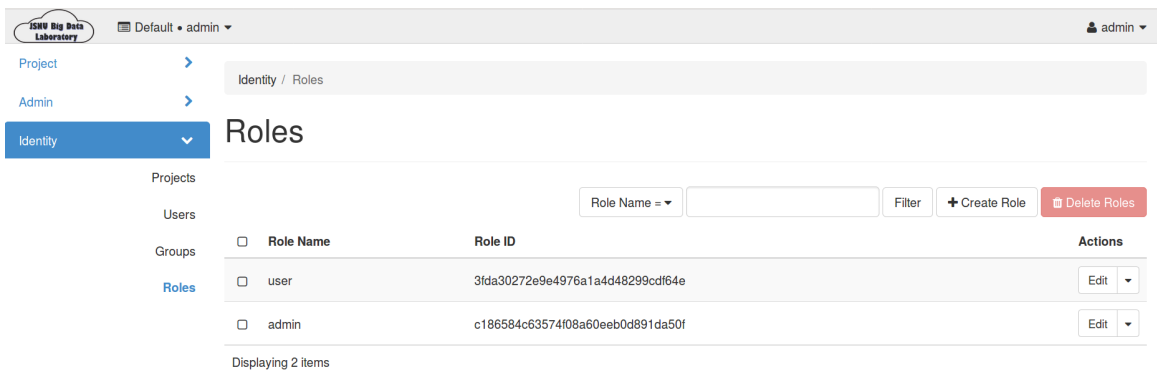 JSNU Big Data
Laboratory
Default • admin
admin
Project
Admin
Identity
Projects
Users
Groups
Roles
Identity / Roles
Roles
Role Name =
Filter
Create Role
Delete Roles
Role Name Role ID Actions
user 3fda30272e9e4976a1a4d48299cdf64e Edit
admin c186584c63574f08a60eeb0d891da50f Edit
Displaying 2 items